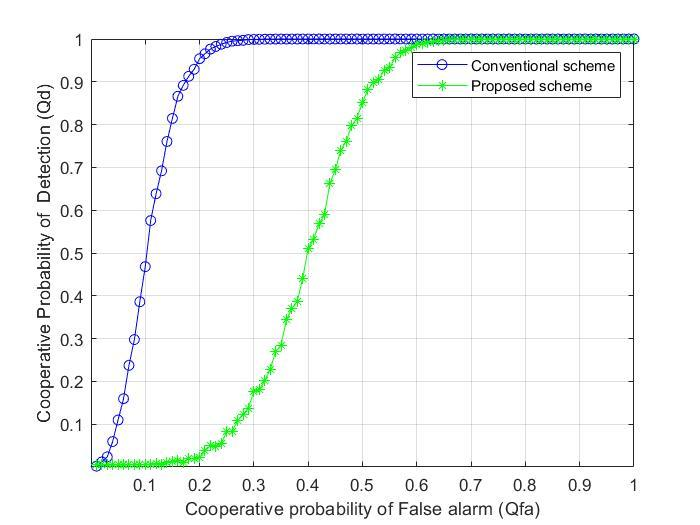 Cooperative Probability of Detection (Qd)
1
0.9
0.8
0.7
0.6
0.5
0.4
0.3
0.2
0.1
Conventional scheme
Proposed scheme
0.1 0.2 0.3 0.4 0.5 0.6 0.7 0.8 0.9 1
Cooperative probability of False alarm (Qfa)